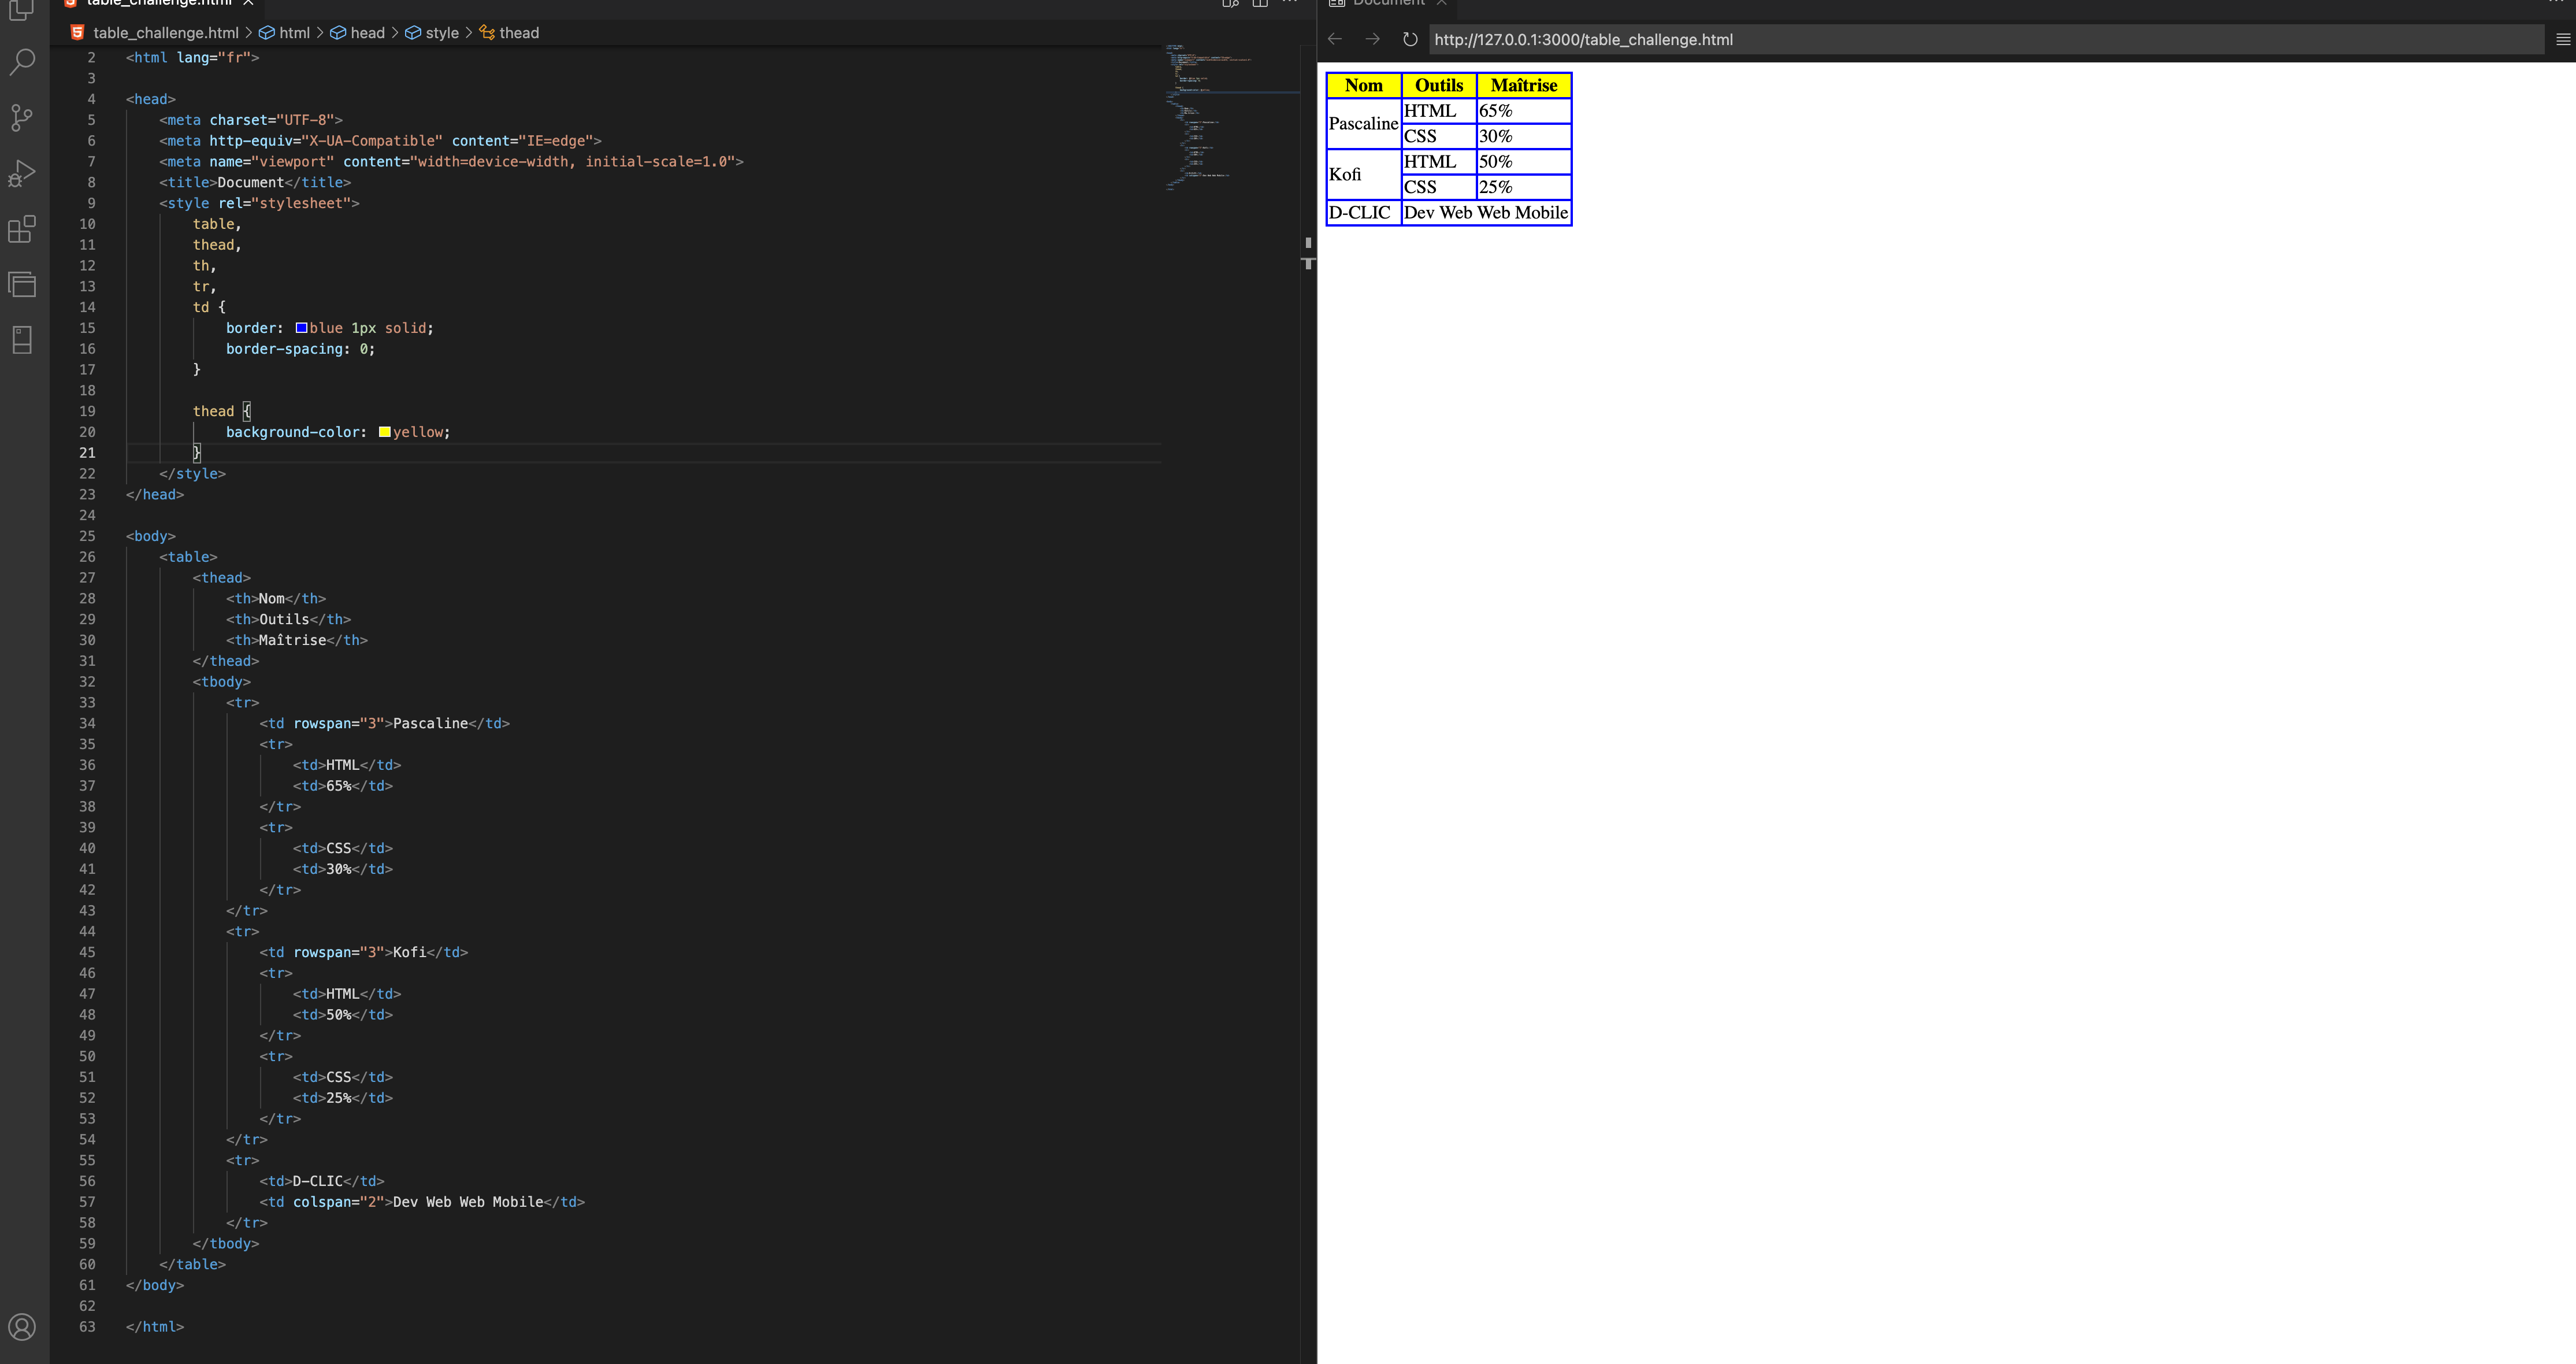 table_challenge.html
table_challenge.html > html > head > style > thead
2 <html lang="fr">
3
4 <head>
5 <meta charset="UTF-8">
6 <meta http-equiv="X-UA-Compatible" content="IE=edge">
7 <meta name="viewport" content="width=device-width, initial-scale=1.0">
8 <title>Document</title>
9 <style rel="stylesheet">
10 table,
11 thead,
12 th,
13 tr,
14 td {
15 border: blue 1px solid;
16 border-spacing: 0;
17 }
18
19 thead {
20 background-color: yellow;
21 }
22 </style>
23 </head>
24
25 <body>
26 <table>
27 <thead>
28 <th>Nom</th>
29 <th>Outils</th>
30 <th>Maîtrise</th>
31 </thead>
32 <tbody>
33 <tr>
34 <td rowspan="3">Pascaline</td>
35 <tr>
36 <td>HTML</td>
37 <td>65%</td>
38 </tr>
39 <tr>
40 <td>CSS</td>
41 <td>30%</td>
42 </tr>
43 </tr>
44 <tr>
45 <td rowspan="3">Kofi</td>
46 <tr>
47 <td>HTML</td>
48 <td>50%</td>
49 </tr>
50 <tr>
51 <td>CSS</td>
52 <td>25%</td>
53 </tr>
54 </tr>
55 <tr>
56 <td>D-CLIC</td>
57 <td colspan="2">Dev Web Web Mobile</td>
58 </tr>
59 </tbody>
60 </table>
61 </body>
62
63 </html>
Document
http://127.0.0.1:3000/table_challenge.html
Nom Outils Maîtrise
Pascaline HTML 65%
CSS 30%
Kofi HTML 50%
CSS 25%
D-CLIC Dev Web Web Mobile